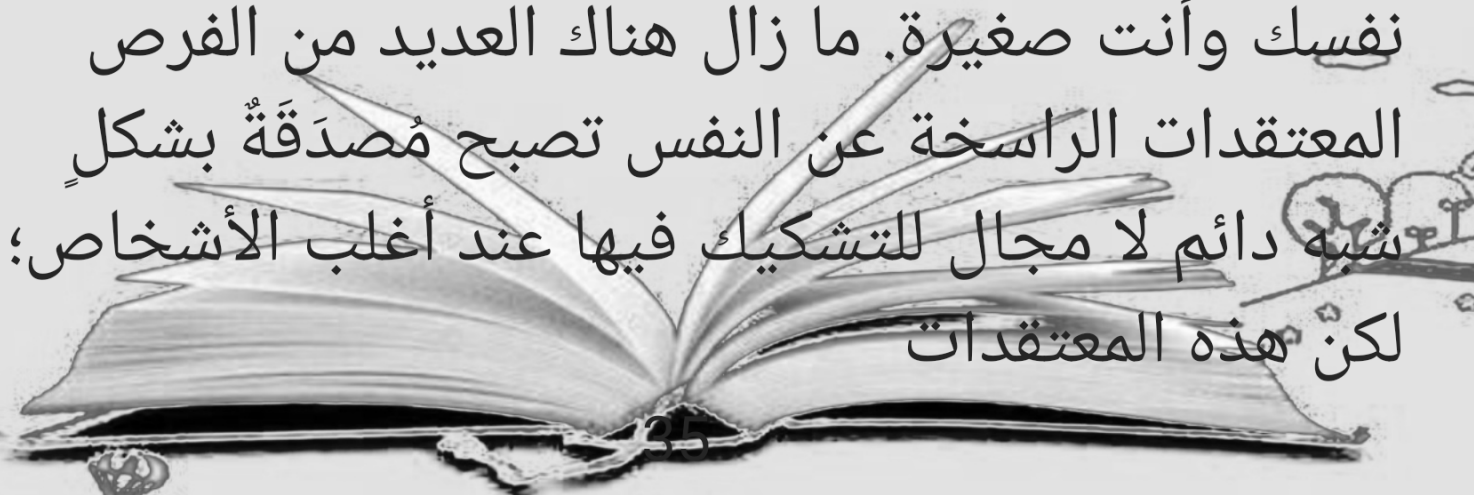 نفسك وأنت صغيرة. ما زال هناك العديد من الفرص
المعتقدات الراسخة عن النفس تصبح مُصدَقَةٌ بشكلٍ
شبه دائم لا مجال للتشكيك فيها عند أغلب الأشخاص؛
لكن هذه المعتقدات
35